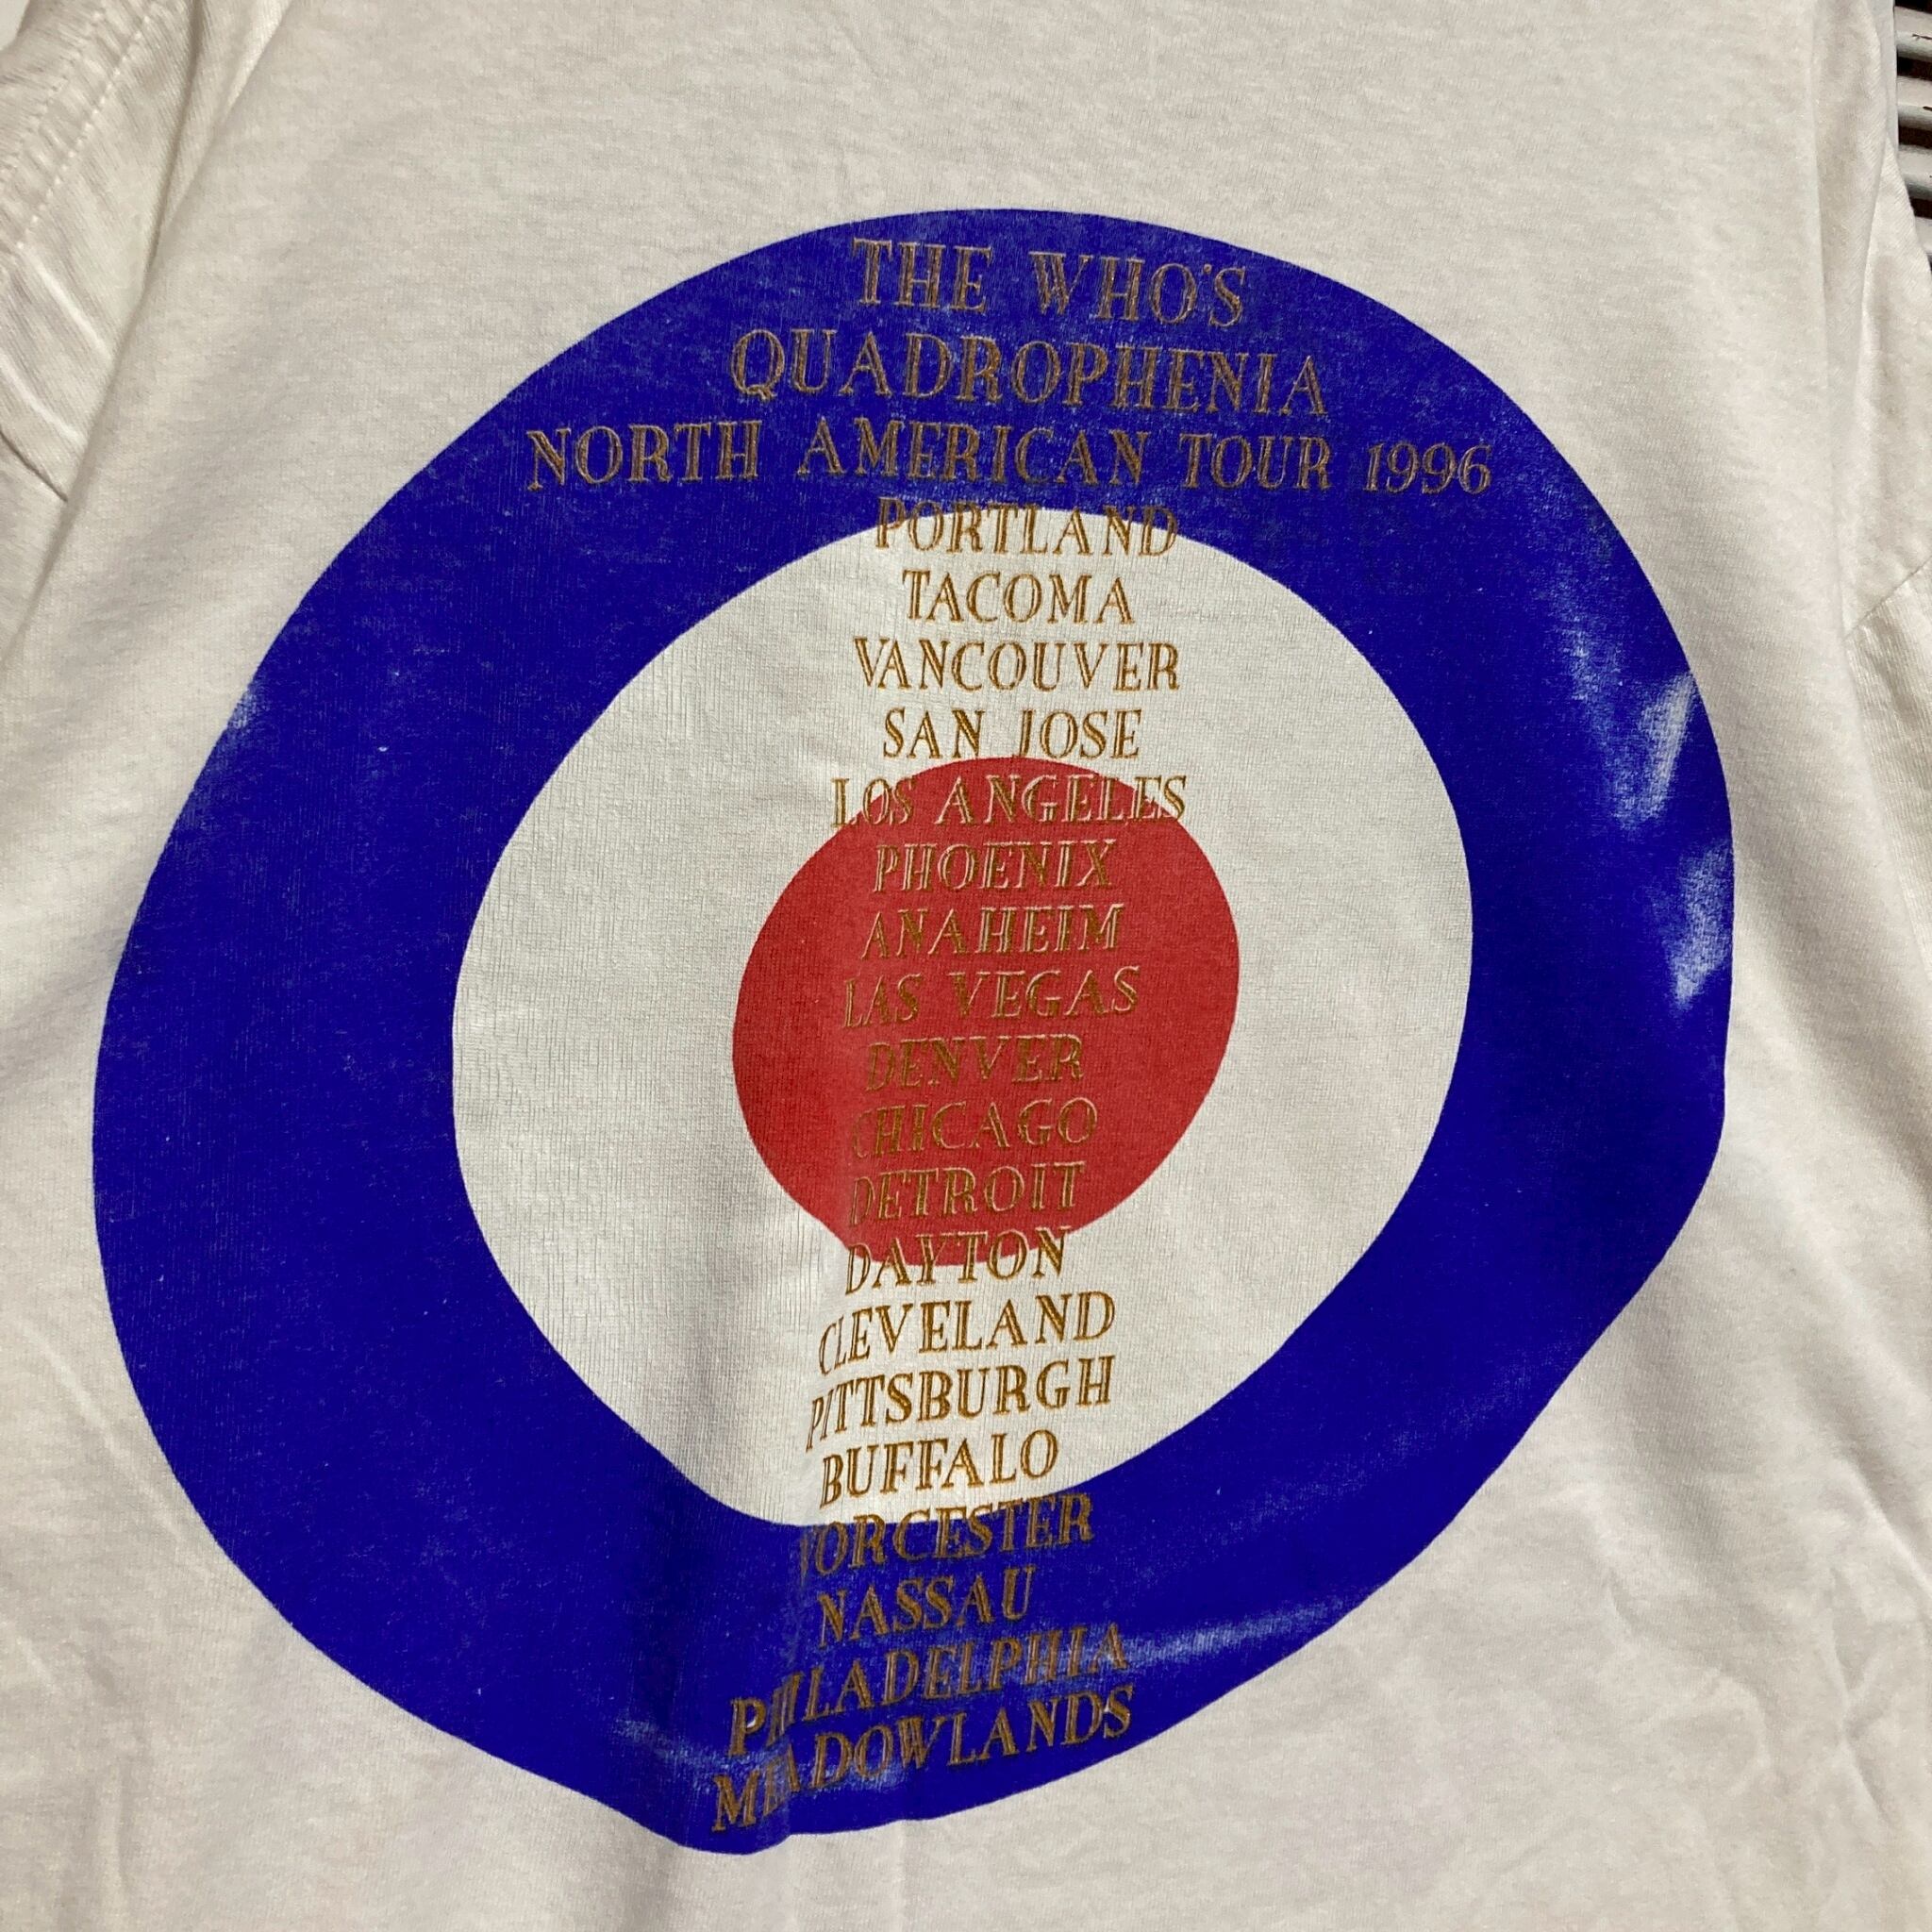 THE WHO'S
QUADROPHENIA
NORTH AMERICAN TOUR 1996
PORTLAND
TACOMA
VANCOUVER
SAN JOSE
LOS ANGELES
PHOENIX
ANAHEIM
LAS VEGAS
DENVER
CHICAGO
DETROIT
DAYTON
CLEVELAND
PITTSBURGH
BUFFALO
WORCESTER
NASSAU
PHILADELPHIA
MEADOWLANDS